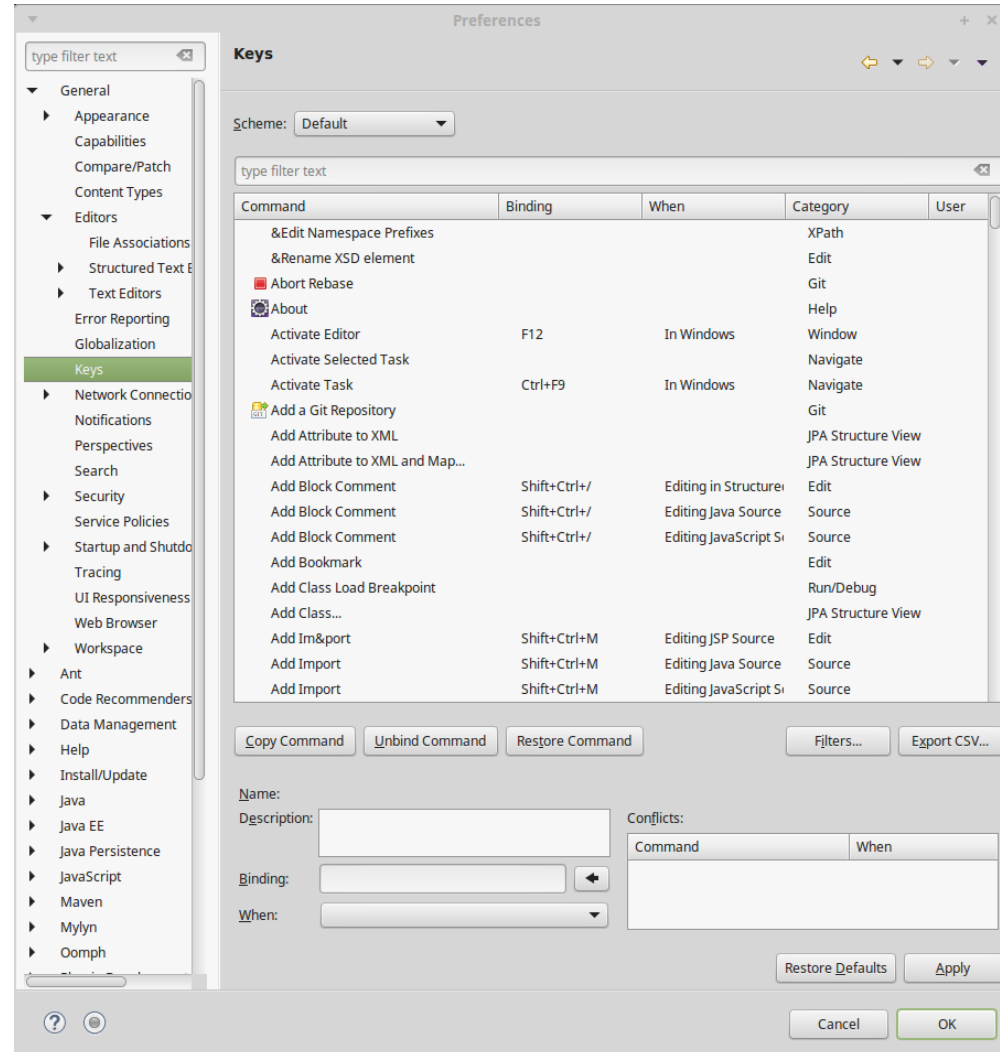 Preferences
type filter text
General
Appearance
Capabilities
Compare/Patch
Content Types
Editors
File Associations
Structured Text E
Text Editors
Error Reporting
Globalization
Keys
Network Connectio
Notifications
Perspectives
Search
Security
Service Policies
Startup and Shutdo
Tracing
UI Responsiveness
Web Browser
Workspace
Ant
Code Recommenders
Data Management
Help
Install/Update
Java
Java EE
Java Persistence
JavaScript
Maven
Mylyn
Oomph
Keys
Scheme: Default
type filter text
Command Binding When Category User
&Edit Namespace Prefixes XPath
&Rename XSD element Edit
Abort Rebase Git
About Help
Activate Editor F12 In Windows Window
Activate Selected Task Navigate
Activate Task Ctrl+F9 In Windows Navigate
Add a Git Repository Git
Add Attribute to XML JPA Structure View
Add Attribute to XML and Map... JPA Structure View
Add Block Comment Shift+Ctrl+/ Editing in Structure Edit
Add Block Comment Shift+Ctrl+/ Editing Java Source Source
Add Block Comment Shift+Ctrl+/ Editing JavaScript S Source
Add Bookmark Edit
Add Class Load Breakpoint Run/Debug
Add Class... JPA Structure View
Add Im&port Shift+Ctrl+M Editing JSP Source Edit
Add Import Shift+Ctrl+M Editing Java Source Source
Add Import Shift+Ctrl+M Editing JavaScript S Source
Copy Command Unbind Command Restore Command Filters... Export CSV...
Name:
Description:
Binding:
When:
Conflicts:
Command When
Restore Defaults Apply
Cancel OK